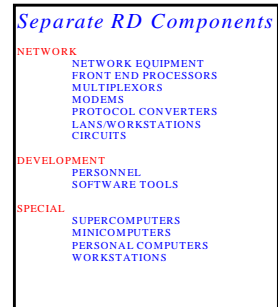 Separate RD Components
NETWORK
NETWORK EQUIPMENT
FRONT END PROCESSORS
MULTIPLEXORS
MODEMS
PROTOCOL CONVERTERS
LANS/WORKSTATIONS
CIRCUITS
DEVELOPMENT
PERSONNEL
SOFTWARE TOOLS
SPECIAL
SUPERCOMPUTERS
MINICOMPUTERS
PERSONAL COMPUTERS
WORKSTATIONS